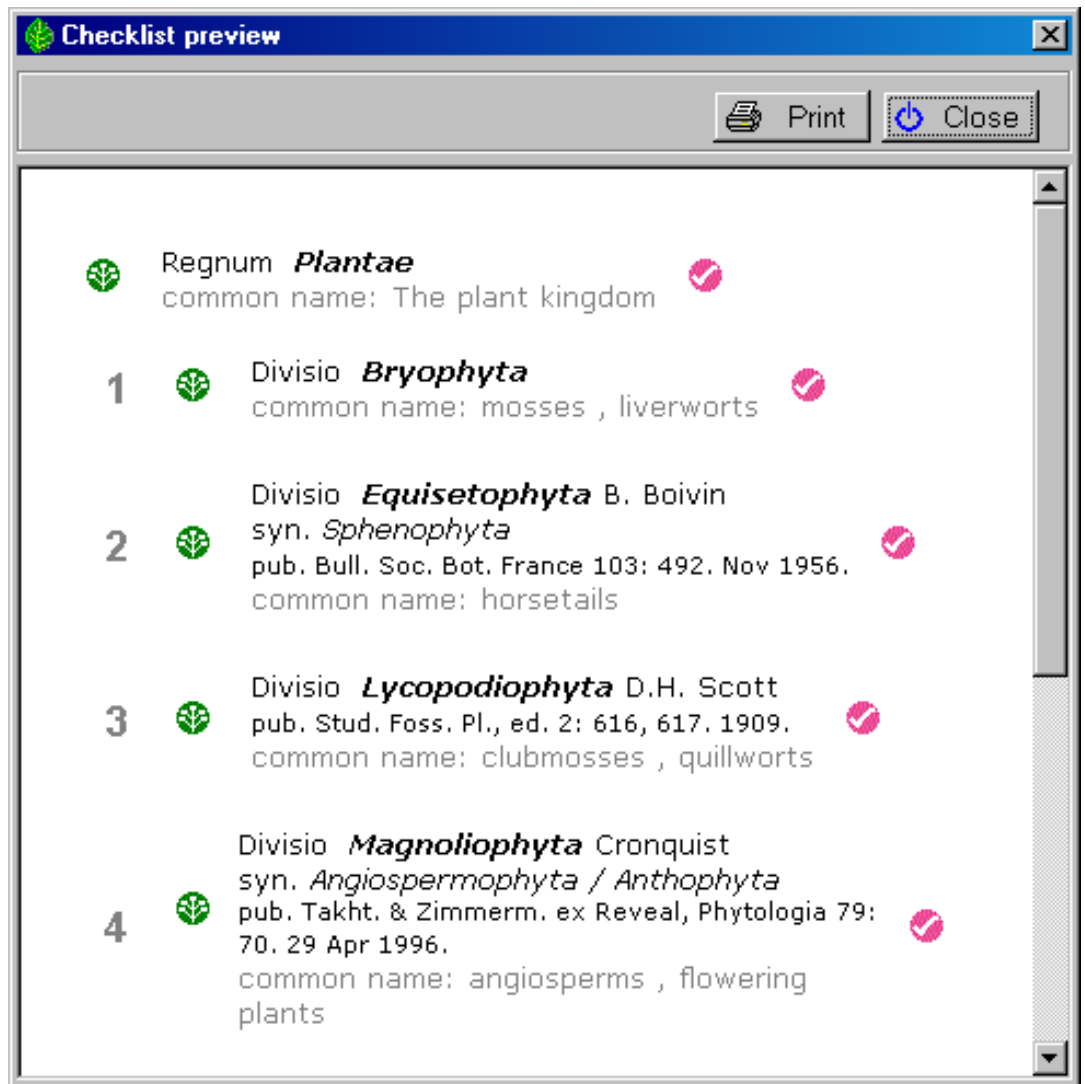 Checklist preview
Print
Close
Regnum Plantae
common name: The plant kingdom
1
Divisio Bryophyta
common name: mosses , liverworts
2
Divisio Equisetophyta B. Boivin
syn. Sphenophyta
pub. Bull. Soc. Bot. France 103: 492. Nov 1956.
common name: horsetails
3
Divisio Lycopodiophyta D.H. Scott
pub. Stud. Foss. Pl., ed. 2: 616, 617. 1909.
common name: clubmosses , quillworts
4
Divisio Magnoliophyta Cronquist
syn. Angiospermophyta / Anthophyta
pub. Takht. & Zimmerm. ex Reveal, Phytologia 79:
70. 29 Apr 1996.
common name: angiosperms , flowering
plants